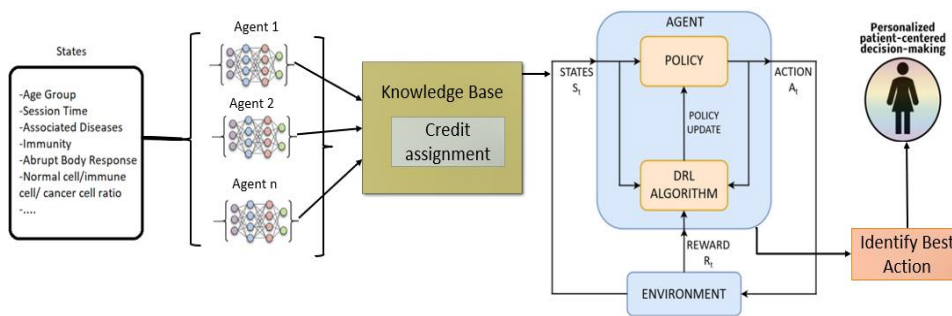 States
-Age Group
-Session Time
-Associated Diseases
-Immunity
-Abrupt Body Response
-Normal cell/immune
cell/ cancer cell ratio
-....
Agent 1
Agent 2
Agent n
Knowledge Base
Credit
assignment
AGENT
STATES
St
POLICY
ACTION
At
POLICY
UPDATE
DRL
ALGORITHM
REWARD
Rt
ENVIRONMENT
Personalized
patient-centered
decision-making
Identify Best
Action